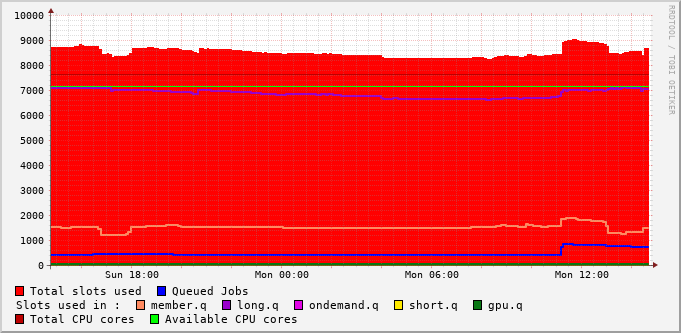 10000
9000
8000
7000
6000
5000
4000
3000
2000
1000
0
Sun 18:00 Mon 00:00 Mon 06:00 Mon 12:00
Total slots used Queued Jobs
Slots used in : member.q long.q ondemand.q short.q gpu.q
Total CPU cores Available CPU cores
RRDTOOL / TOBI OETIKER